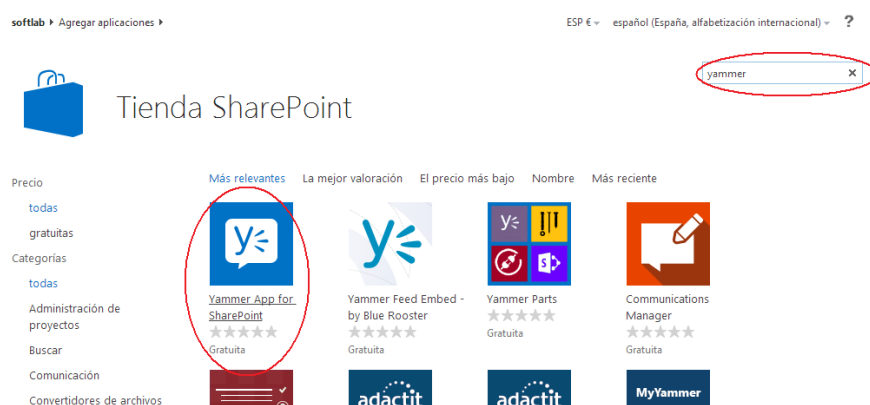 softlab ▸ Agregar aplicaciones ▸
ESP € español (España, alfabetización internacional) ?
yammer ×
Tienda SharePoint
Más relevantes La mejor valoración El precio más bajo Nombre Más reciente
Precio
todas
gratuitas
Categorías
todas
Administración de
proyectos
Buscar
Comunicación
Convertidores de archivos
Yammer App for
SharePoint
Gratuita
Yammer Feed Embed -
by Blue Rooster
Gratuita
Yammer Parts
Gratuita
Communications
Manager
Gratuita
adactit
adactit
MyYammer